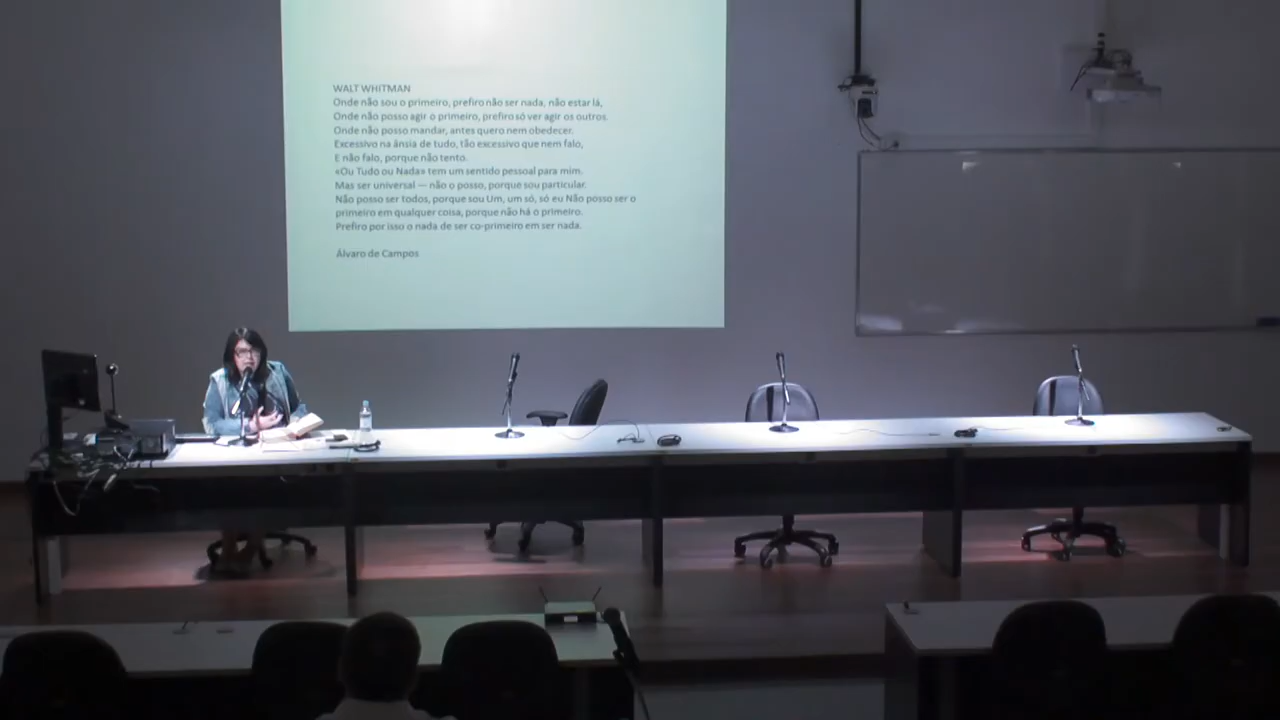 WALT WHITMAN
Onde não sou o primeiro, prefiro não ser nada, não estar lá,
Onde não posso agir o primeiro, prefiro só ver agir os outros.
Onde não posso mandar, antes quero nem obedecer.
Excessivo na ânsia de tudo, tão excessivo que nem falo,
E não falo, porque não tento.
«Ou Tudo ou Nada» tem um sentido pessoal para mim.
Mas ser universal — não o posso, porque sou particular.
Não posso ser todos, porque sou Um, um só, só eu Não posso ser o
primeiro em qualquer coisa, porque não há o primeiro.
Prefiro por isso o nada de ser co-primeiro em ser nada.
Álvaro de Campos